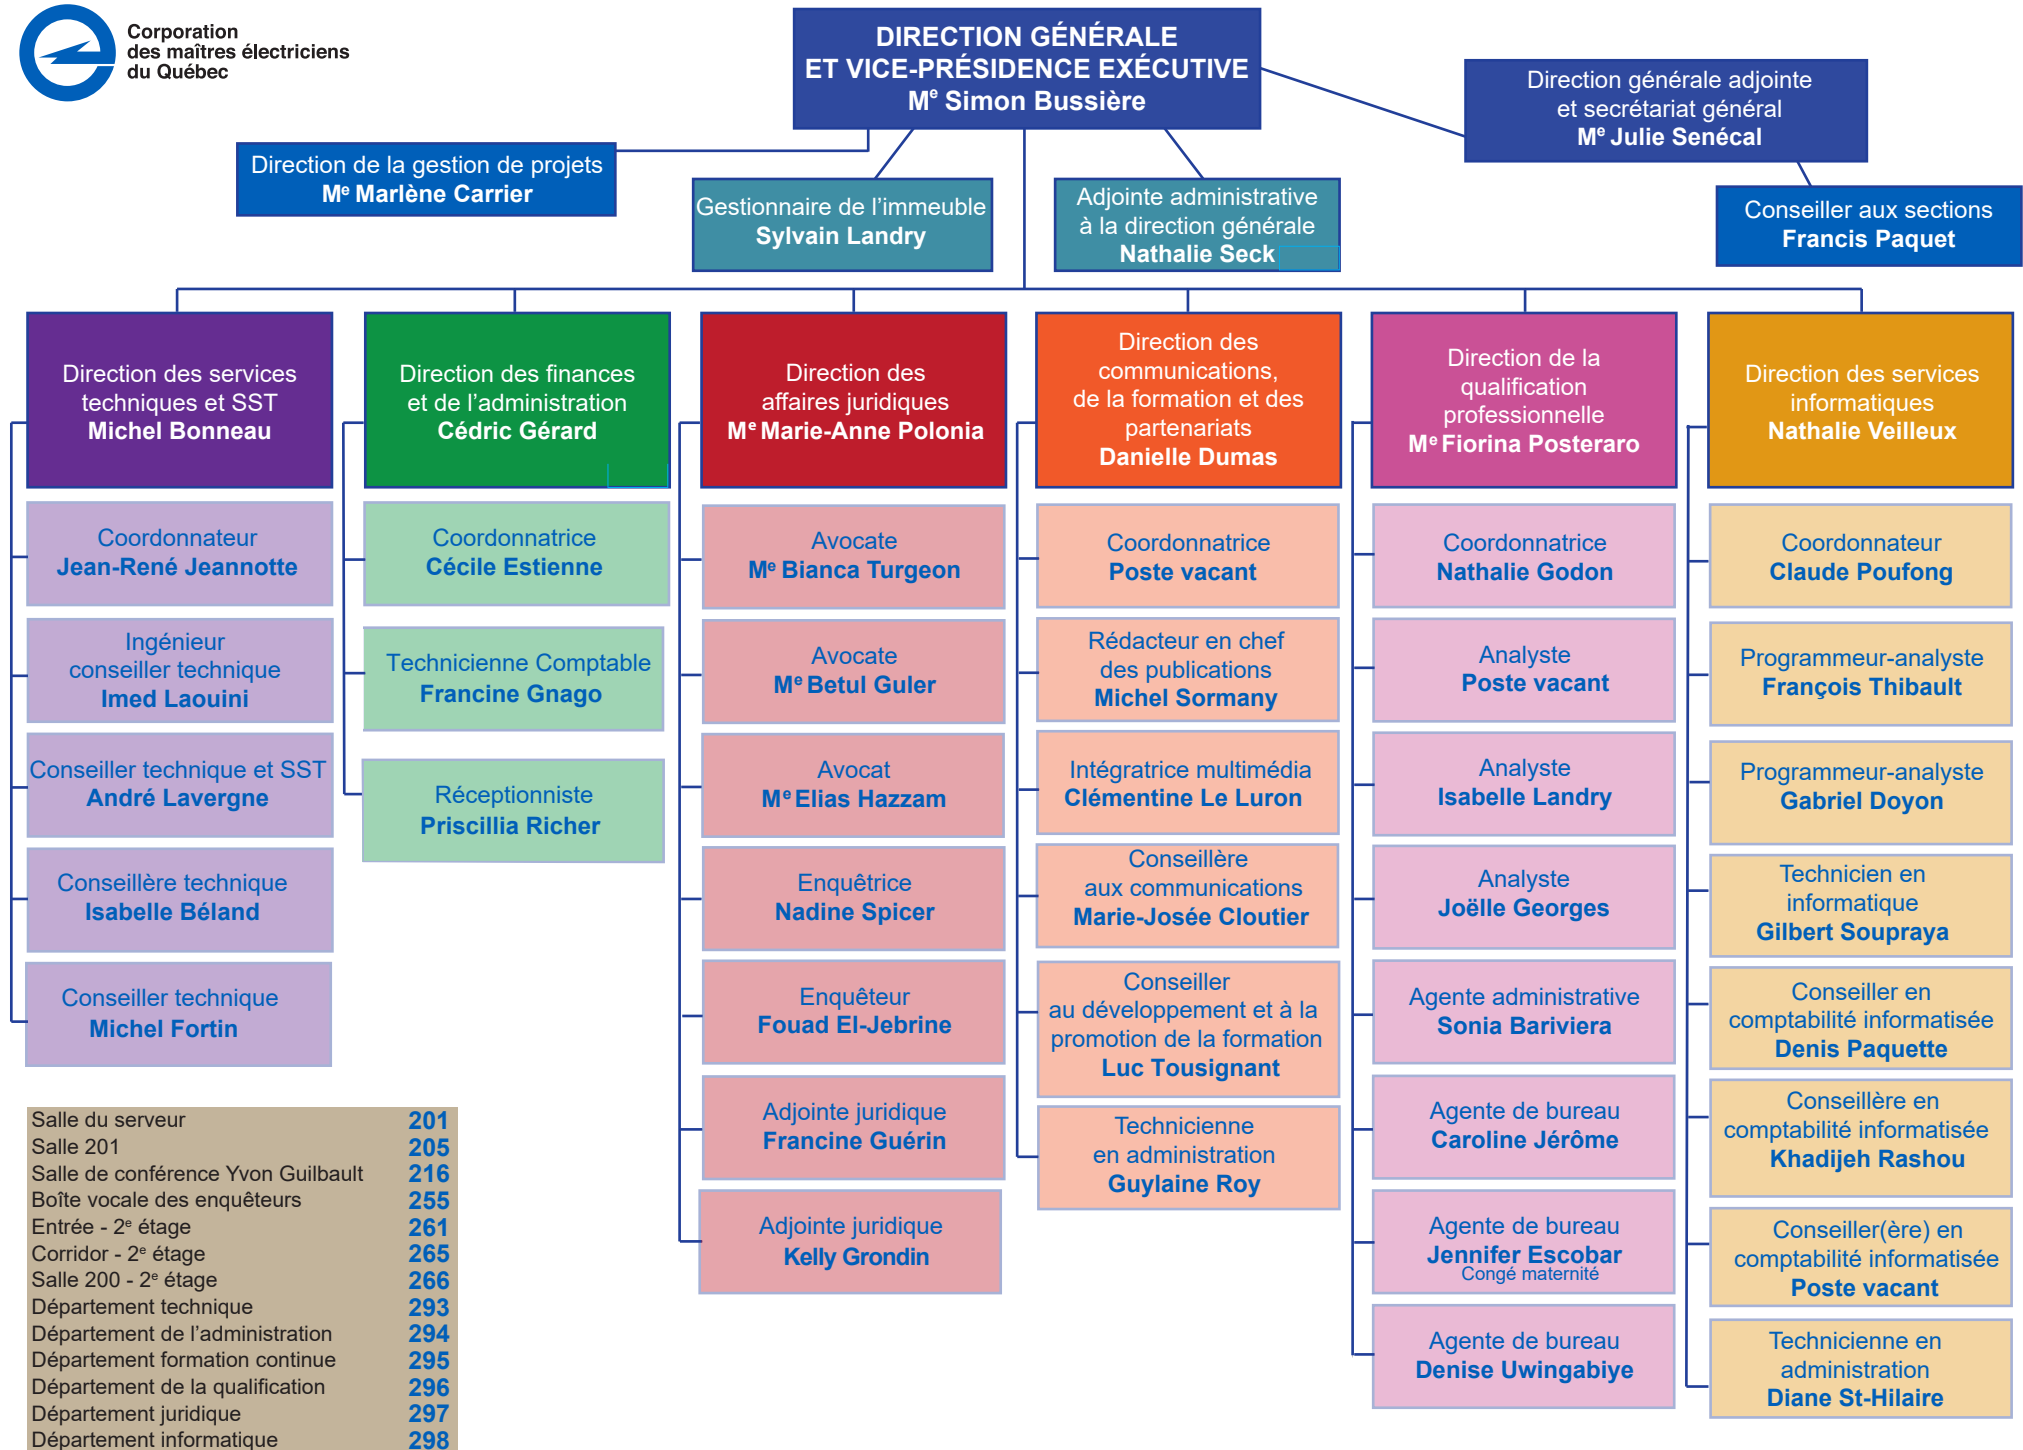 Corporation
des maîtres électriciens
du Québec
DIRECTION GÉNÉRALE
ET VICE-PRÉSIDENCE EXÉCUTIVE
Me Simon Bussière
Direction générale adjointe
et secrétariat général
Me Julie Senécal
Direction de la gestion de projets
Me Marlène Carrier
Gestionnaire de l’immeuble
Sylvain Landry
Adjointe administrative
à la direction générale
Nathalie Seck
Conseiller aux sections
Francis Paquet
Direction des services
techniques et SST
Michel Bonneau
Coordonnateur
Jean-René Jeannotte
Ingénieur
conseiller technique
Imed Laouini
Conseiller technique et SST
André Lavergne
Conseillère technique
Isabelle Béland
Conseiller technique
Michel Fortin
Direction des finances
et de l’administration
Cédric Gérard
Coordonnatrice
Cécile Estienne
Technicienne Comptable
Francine Gnago
Réceptionniste
Priscillia Richer
Direction des
affaires juridiques
Me Marie-Anne Polonia
Avocate
Me Bianca Turgeon
Avocate
Me Betul Guler
Avocat
Me Elias Hazzam
Enquêtrice
Nadine Spicer
Enquêteur
Fouad El-Jebrine
Adjointe juridique
Francine Guérin
Adjointe juridique
Kelly Grondin
Direction des
communications,
de la formation et des
partenariats
Danielle Dumas
Coordonnatrice
Poste vacant
Rédacteur en chef
des publications
Michel Sormany
Intégratrice multimédia
Clémentine Le Luron
Conseillère
aux communications
Marie-Josée Cloutier
Conseiller
au développement et à la
promotion de la formation
Luc Tousignant
Technicienne
en administration
Guylaine Roy
Direction de la
qualification
professionnelle
Me Fiorina Posteraro
Coordonnatrice
Nathalie Godon
Analyste
Poste vacant
Analyste
Isabelle Landry
Analyste
Joëlle Georges
Agente administrative
Sonia Bariviera
Agente de bureau
Caroline Jérôme
Agente de bureau
Jennifer Escobar
Congé maternité
Agente de bureau
Denise Uwingabiye
Direction des services
informatiques
Nathalie Veilleux
Coordonnateur
Claude Poufong
Programmeur-analyste
François Thibault
Programmeur-analyste
Gabriel Doyon
Technicien en
informatique
Gilbert Soupraya
Conseiller en
comptabilité informatisée
Denis Paquette
Conseillère en
comptabilité informatisée
Khadijeh Rashou
Conseiller(ère) en
comptabilité informatisée
Poste vacant
Technicienne en
administration
Diane St-Hilaire
Salle du serveur 201
Salle 201 205
Salle de conférence Yvon Guilbault 216
Boîte vocale des enquêteurs 255
Entrée - 2e étage 261
Corridor - 2e étage 265
Salle 200 - 2e étage 266
Département technique 293
Département de l’administration 294
Département formation continue 295
Département de la qualification 296
Département juridique 297
Département informatique 298